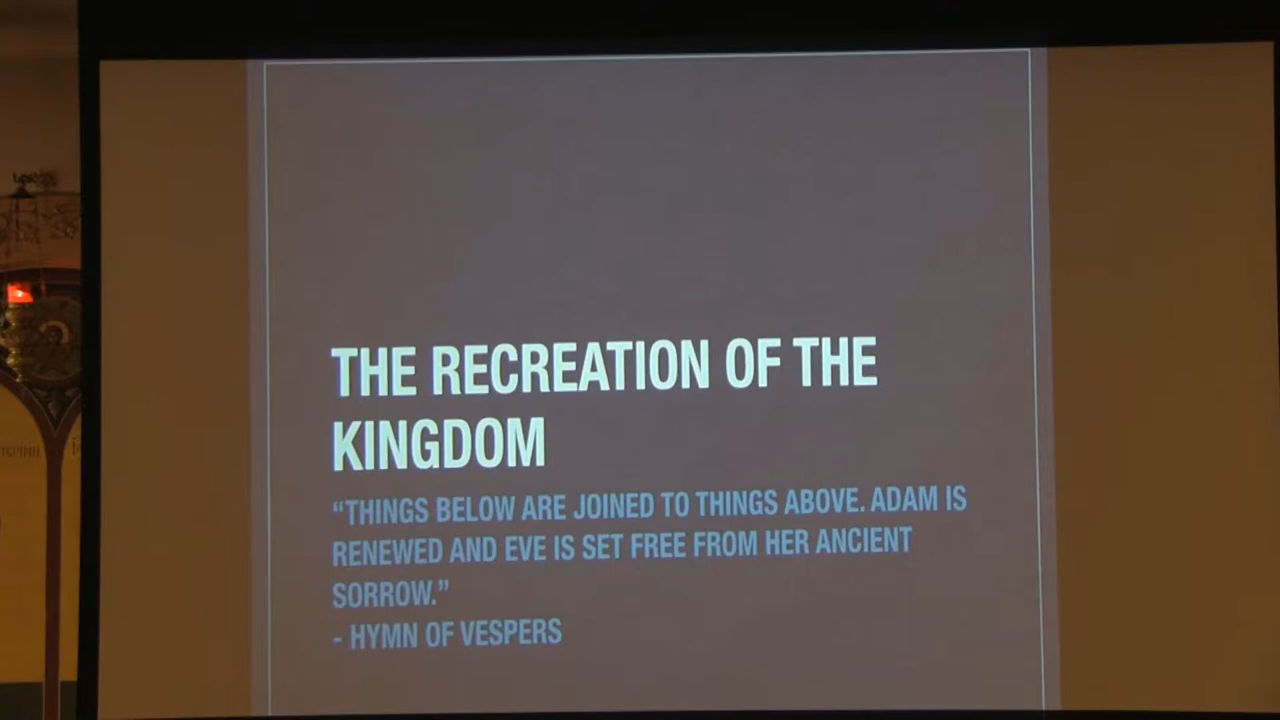 THE RECREATION OF THE
KINGDOM
“THINGS BELOW ARE JOINED TO THINGS ABOVE. ADAM IS
RENEWED AND EVE IS SET FREE FROM HER ANCIENT
SORROW.”
- HYMN OF VESPERS